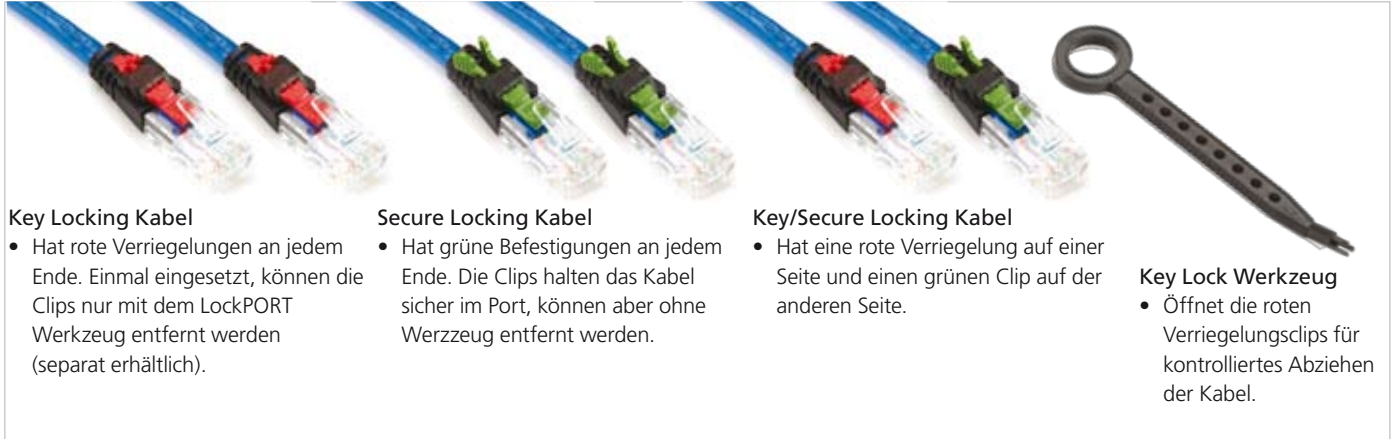 Key Locking Kabel
• Hat rote Verriegelungen an jedem
Ende. Einmal eingesetzt, können die
Clips nur mit dem LockPORT
Werkzeug entfernt werden
(separat erhältlich).
Secure Locking Kabel
• Hat grüne Befestigungen an jedem
Ende. Die Clips halten das Kabel
sicher im Port, können aber ohne
Werzzeug entfernt werden.
Key/Secure Locking Kabel
• Hat eine rote Verriegelung auf einer
Seite und einen grünen Clip auf der
anderen Seite.
Key Lock Werkzeug
• Öffnet die roten
Verriegelungsclips für
kontrolliertes Abziehen
der Kabel.